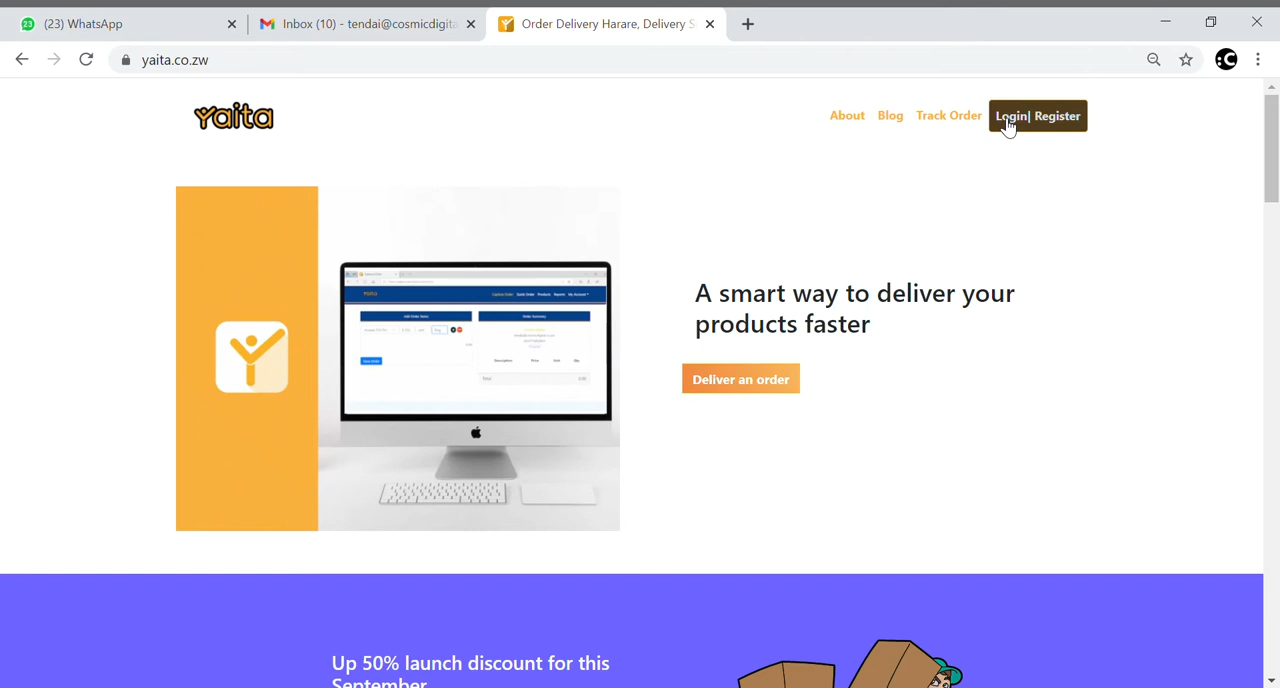 (23) WhatsApp
Inbox (10) - tendai@cosmicdigita
Order Delivery Harare, Delivery S
yaita.co.zw
Yaita
About Blog Track Order Login| Register
A smart way to deliver your
products faster
Deliver an order
Up 50% launch discount for this
September